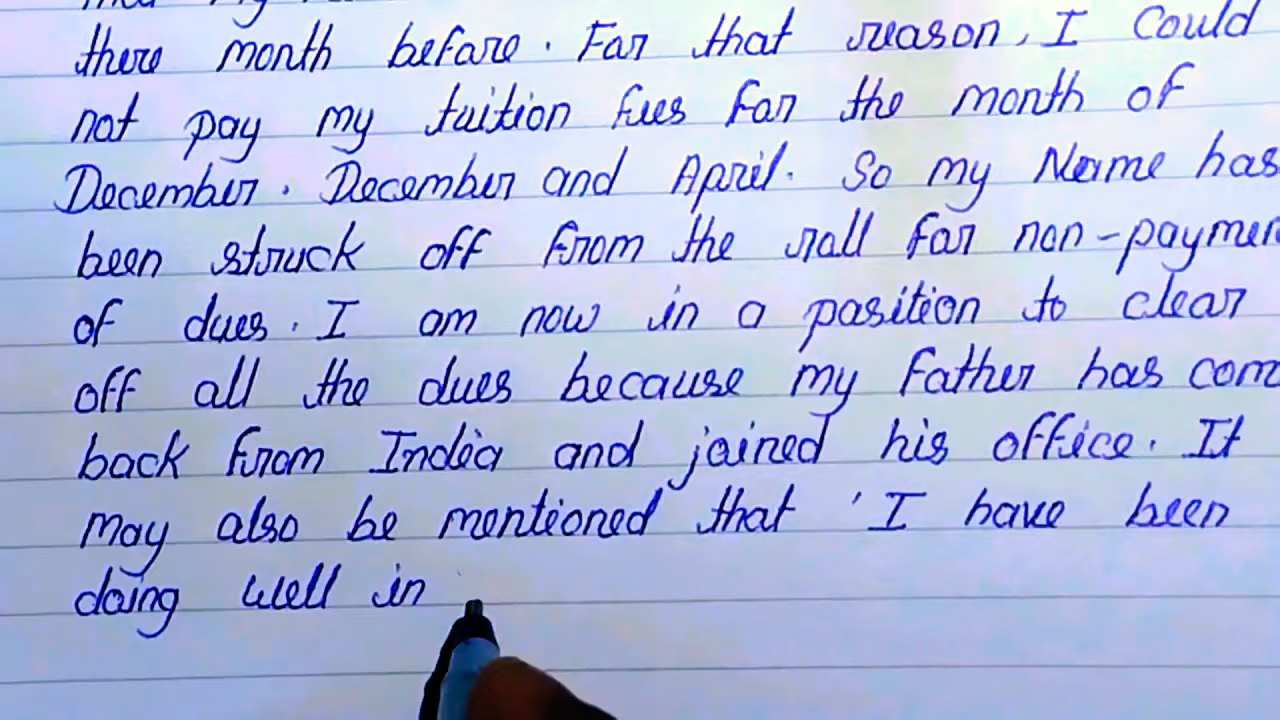 there month before. For that reason, I could
not pay my tuition fees for the month of
December. December and April. So my Name has
been struck off from the roll for non-paymen
of dues. I am now in a position to clear
off all the dues because my Father has com
back from India and joined his office. It
may also be mentioned that 'I have been
doing well in